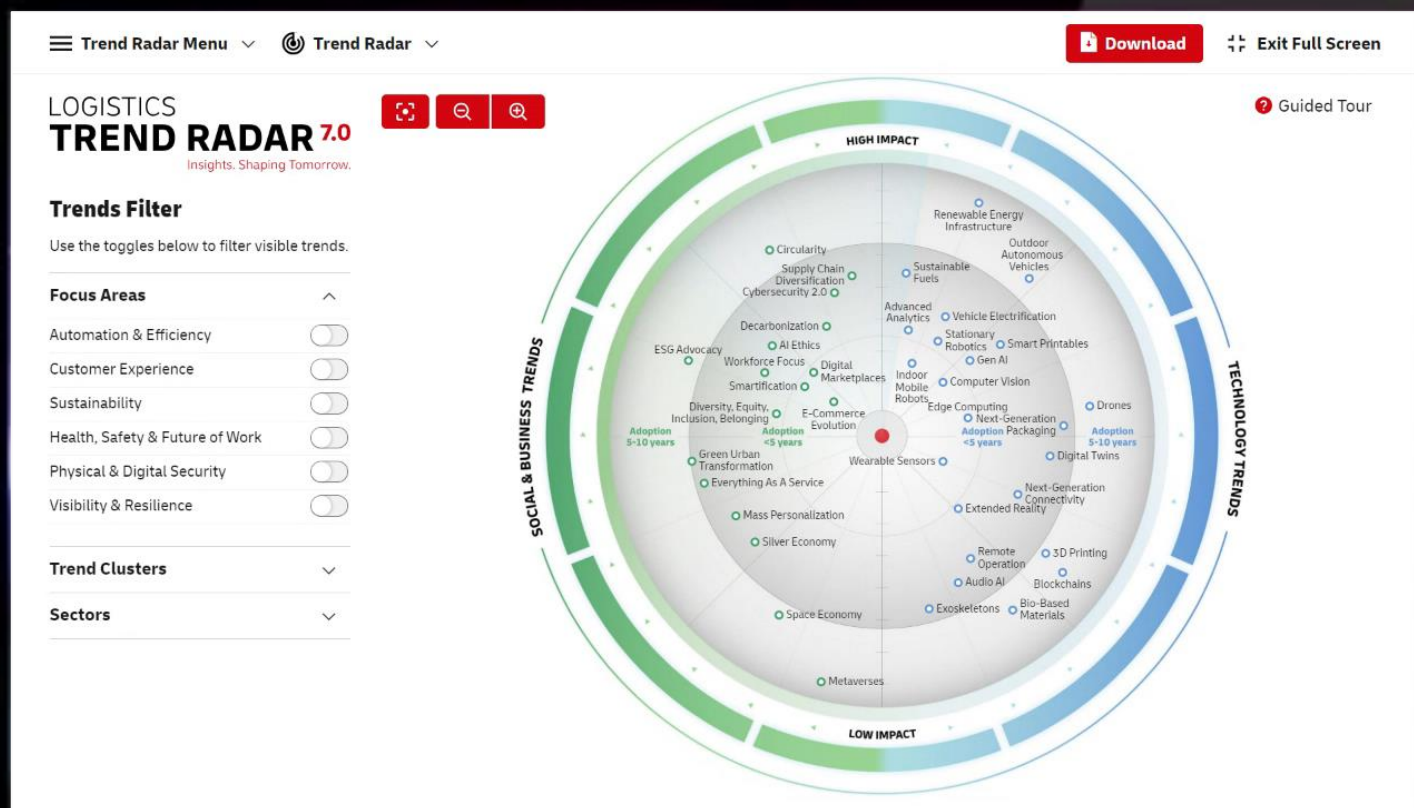 Trend Radar Menu
Trend Radar
Download
Exit Full Screen
LOGISTICS
TREND RADAR 7.0
Insights. Shaping Tomorrow.
Guided Tour
Trends Filter
Use the toggles below to filter visible trends.
Focus Areas
Automation & Efficiency
Customer Experience
Sustainability
Health, Safety & Future of Work
Physical & Digital Security
Visibility & Resilience
Trend Clusters
Sectors
HIGH IMPACT
SOCIAL & BUSINESS TRENDS
Circularity
Supply Chain
Diversification
Cybersecurity 2.0
Decarbonization
AI Ethics
ESG Advocacy
Workforce Focus
Digital
Marketplaces
Smartification
Diversity, Equity,
Inclusion, Belonging
E-Commerce
Evolution
Adoption
5-10 years
Adoption
<5 years
Green Urban
Transformation
Everything As A Service
Mass Personalization
Silver Economy
Space Economy
Metaverses
TECHNOLOGY TRENDS
Renewable Energy
Infrastructure
Outdoor
Autonomous
Vehicles
Sustainable
Fuels
Advanced
Analytics
Vehicle Electrification
Stationary
Robotics
Smart Printables
Gen AI
Indoor
Mobile
Robots
Computer Vision
Edge Computing
Drones
Next-Generation
Packaging
Adoption
<5 years
Adoption
5-10 years
Digital Twins
Wearable Sensors
Next-Generation
Connectivity
Extended Reality
Remote
Operation
3D Printing
Audio AI
Blockchains
Exoskeletons
Bio-Based
Materials
LOW IMPACT